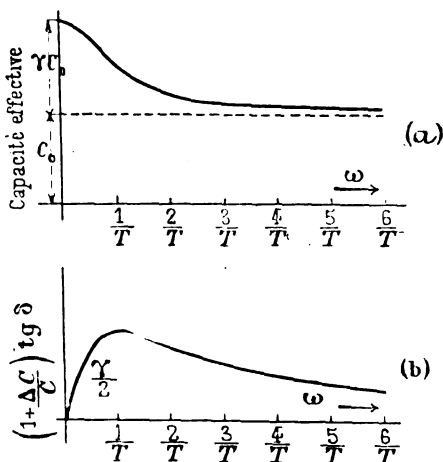 Capacité effective
γC₀
C₀
(a)
ω
1/T 2/T 3/T 4/T 5/T 6/T
(1+ΔC/C) tg δ
γ/2
(b)
ω
1/T 2/T 3/T 4/T 5/T 6/T